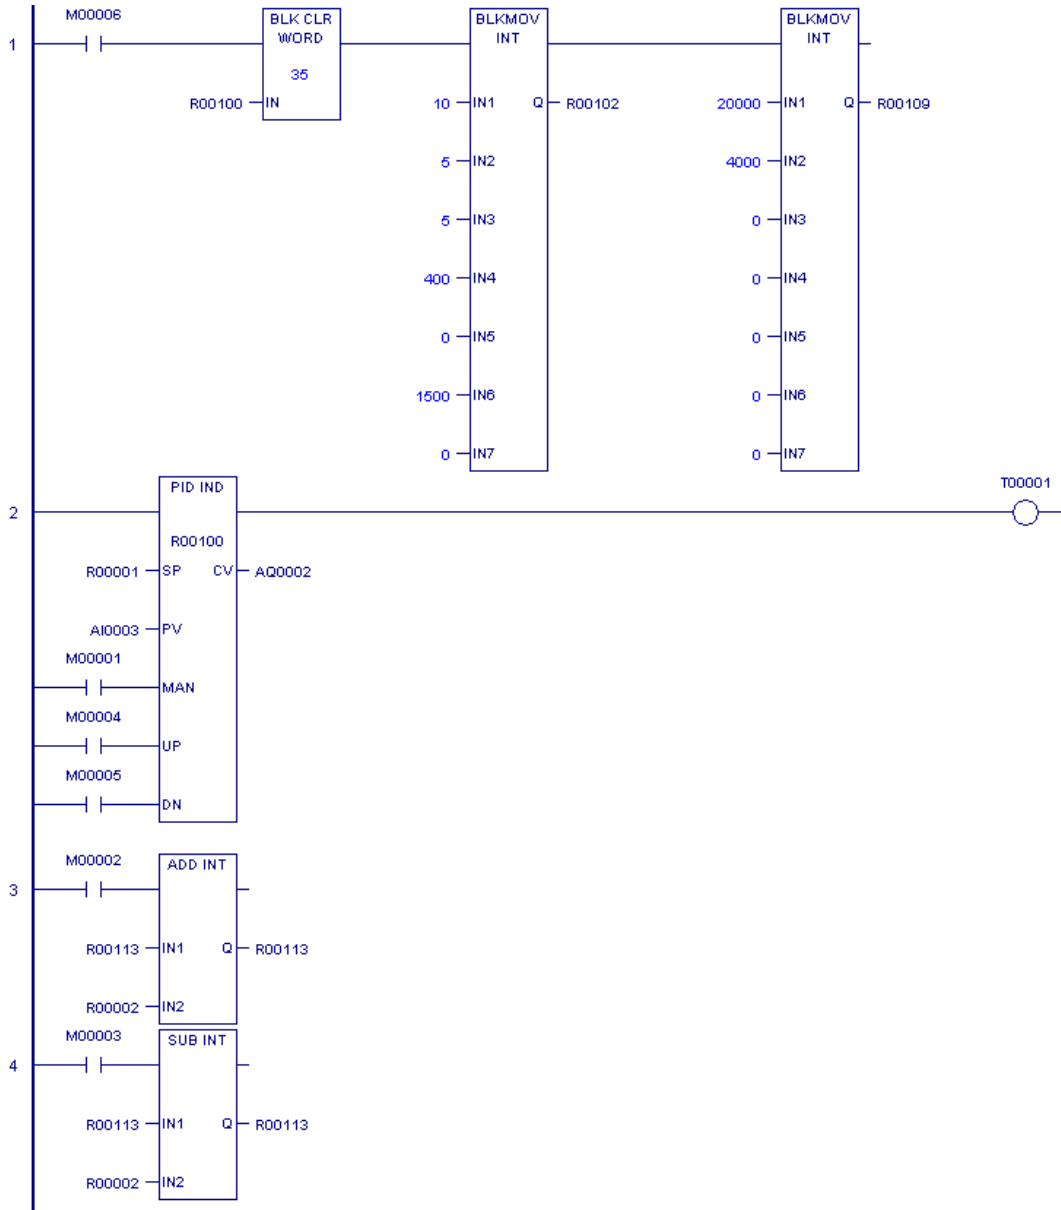 M00006
1
BLK CLR
WORD
35
R00100 IN
BLKMOV
INT
10 IN1 Q R00102
5 IN2
5 IN3
400 IN4
0 IN5
1500 IN6
0 IN7
BLKMOV
INT
20000 IN1 Q R00109
4000 IN2
0 IN3
0 IN4
0 IN5
0 IN6
0 IN7
2
PID IND
T00001
R00100
R00001 SP CV AQ0002
AI0003 PV
M00001
MAN
M00004
UP
M00005
DN
M00002
3
ADD INT
R00113 IN1 Q R00113
R00002 IN2
M00003
4
SUB INT
R00113 IN1 Q R00113
R00002 IN2